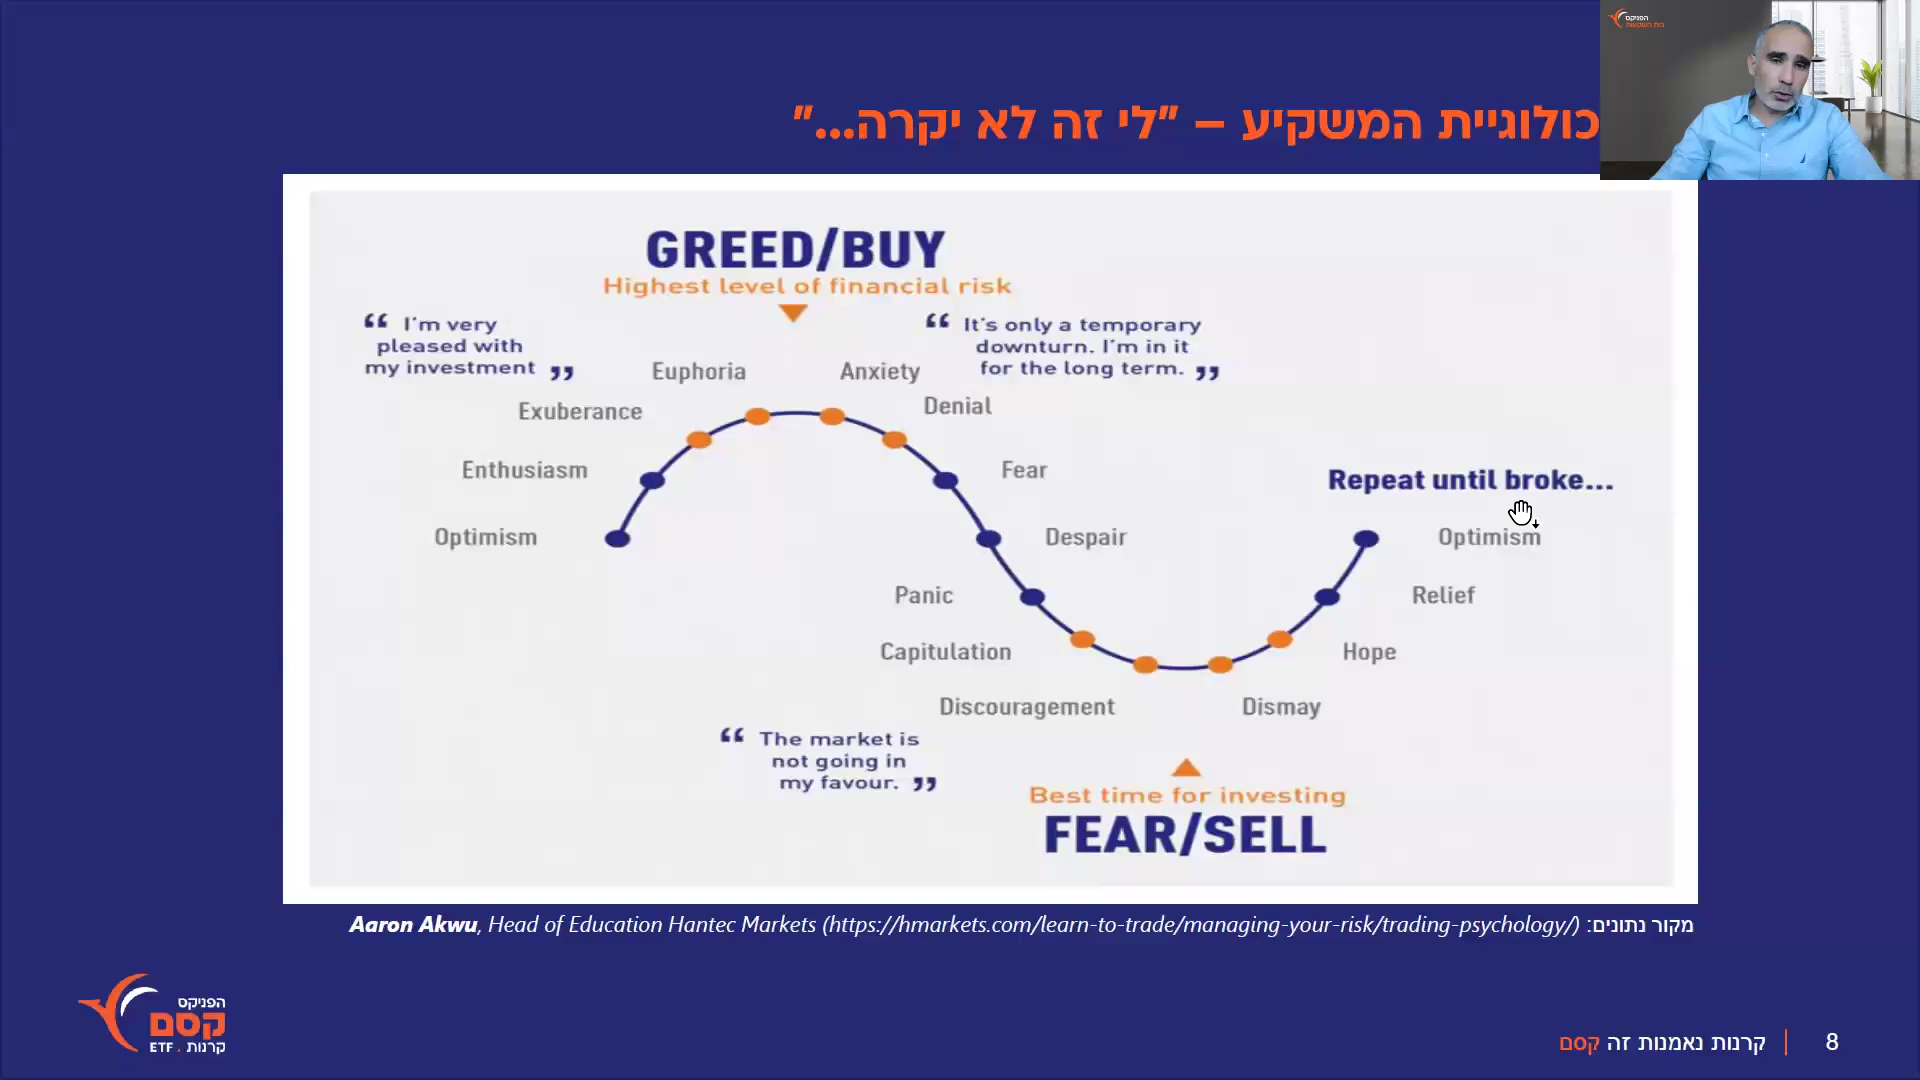 הפניקס
בית השקעות
כולוגיית המשקיע – "לי זה לא יקרה..."
GREED/BUY
Highest level of financial risk
“ I'm very
pleased with
my investment ”
“ It's only a temporary
downturn. I'm in it
for the long term. ”
Euphoria
Anxiety
Exuberance
Denial
Enthusiasm
Fear
Repeat until broke...
Optimism
Despair
Optimism
Panic
Relief
Capitulation
Hope
Discouragement
Dismay
“ The market is
not going in
my favour. ”
Best time for investing
FEAR/SELL
מקור נתונים: Aaron Akwu, Head of Education Hantec Markets (https://hmarkets.com/learn-to-trade/managing-your-risk/trading-psychology/)
הפניקס
קסם
קרנות . ETF
קרנות נאמנות זה קסם | 8